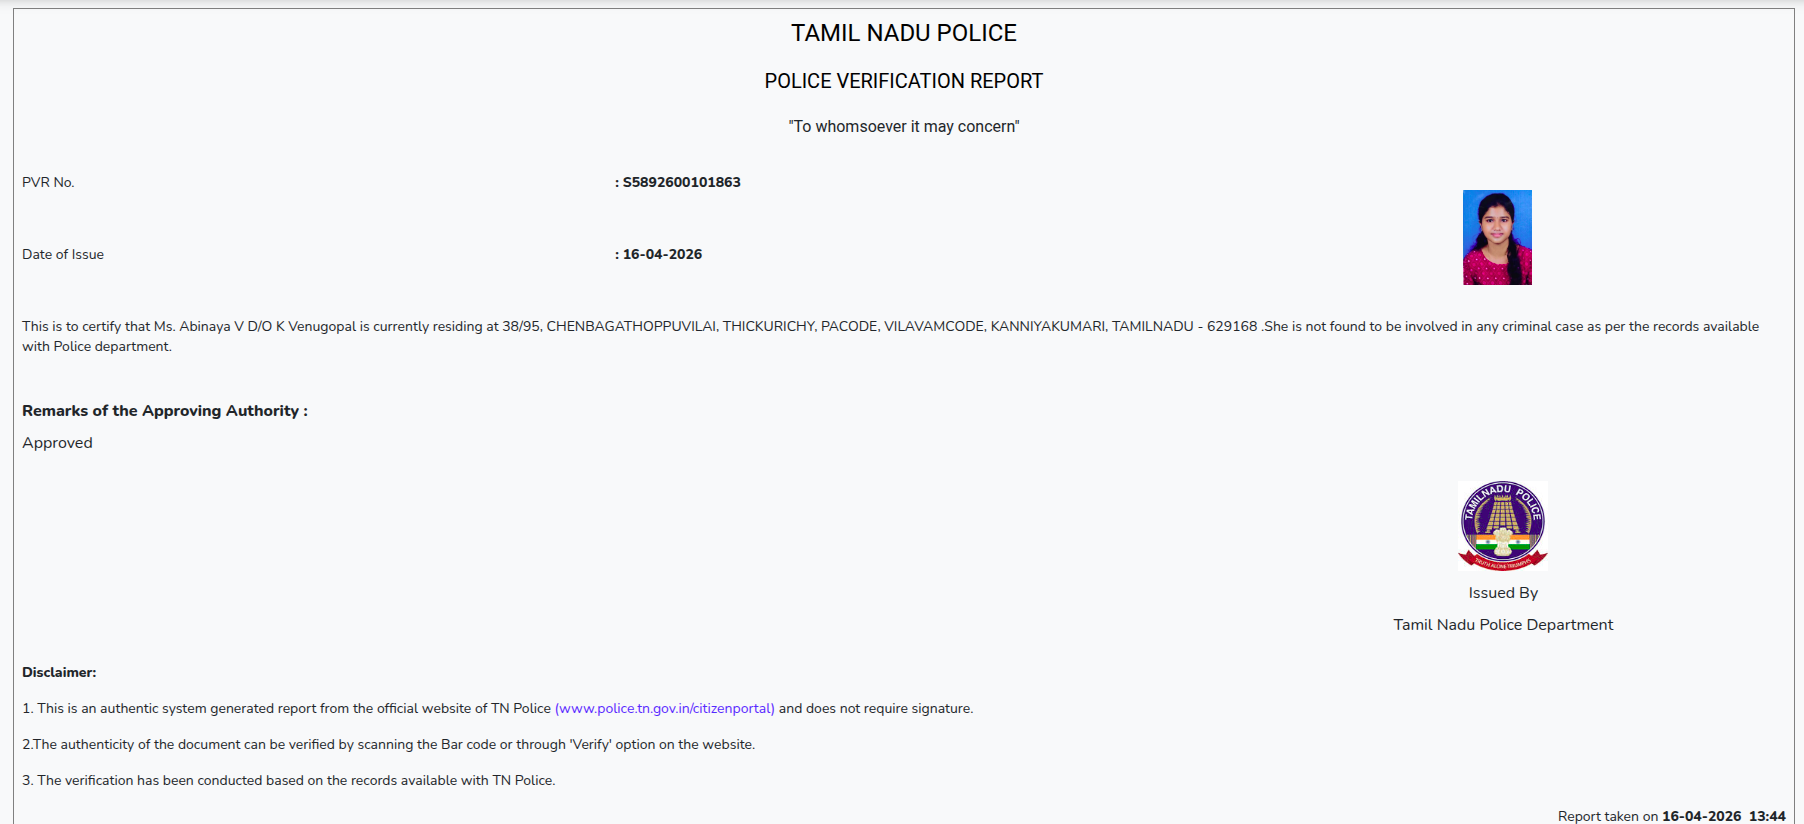 TAMIL NADU POLICE
POLICE VERIFICATION REPORT
"To whomsoever it may concern"
PVR No. : S5892600101863
Date of Issue : 16-04-2026
This is to certify that Ms. Abinaya V D/O K Venugopal is currently residing at 38/95, CHENBAGATHOPPUVILAI, THICKURICHY, PACODE, VILAVAMCODE, KANNIYAKUMARI, TAMILNADU - 629168 .She is not found to be involved in any criminal case as per the records available
with Police department.
Remarks of the Approving Authority :
Approved
TAMILNADU POLICE
TRUTH ALONE TRIUMPHS
Issued By
Tamil Nadu Police Department
Disclaimer:
1. This is an authentic system generated report from the official website of TN Police (www.police.tn.gov.in/citizenportal) and does not require signature.
2.The authenticity of the document can be verified by scanning the Bar code or through 'Verify' option on the website.
3. The verification has been conducted based on the records available with TN Police.
Report taken on 16-04-2026 13:44